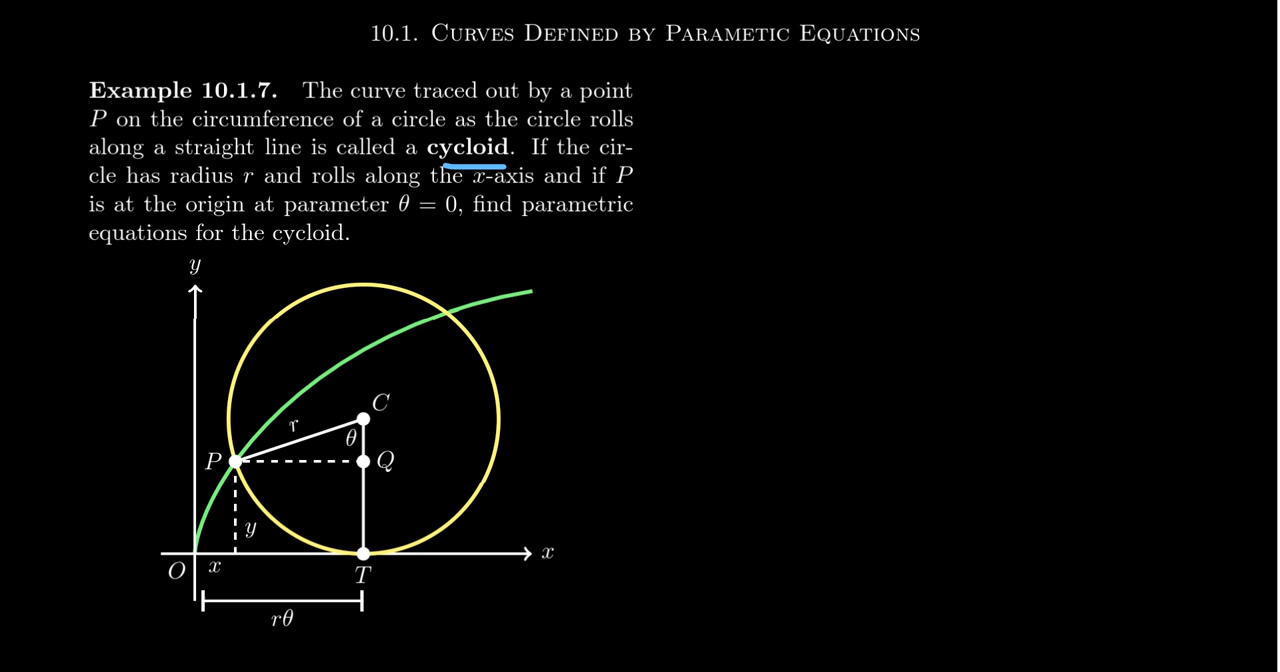 10.1. Curves Defined by Parametic Equations
Example 10.1.7. The curve traced out by a point
P on the circumference of a circle as the circle rolls
along a straight line is called a cycloid. If the cir-
cle has radius r and rolls along the x-axis and if P
is at the origin at parameter θ = 0, find parametric
equations for the cycloid.
y
C
r
θ
P
Q
y
x
O
x
T
rθ